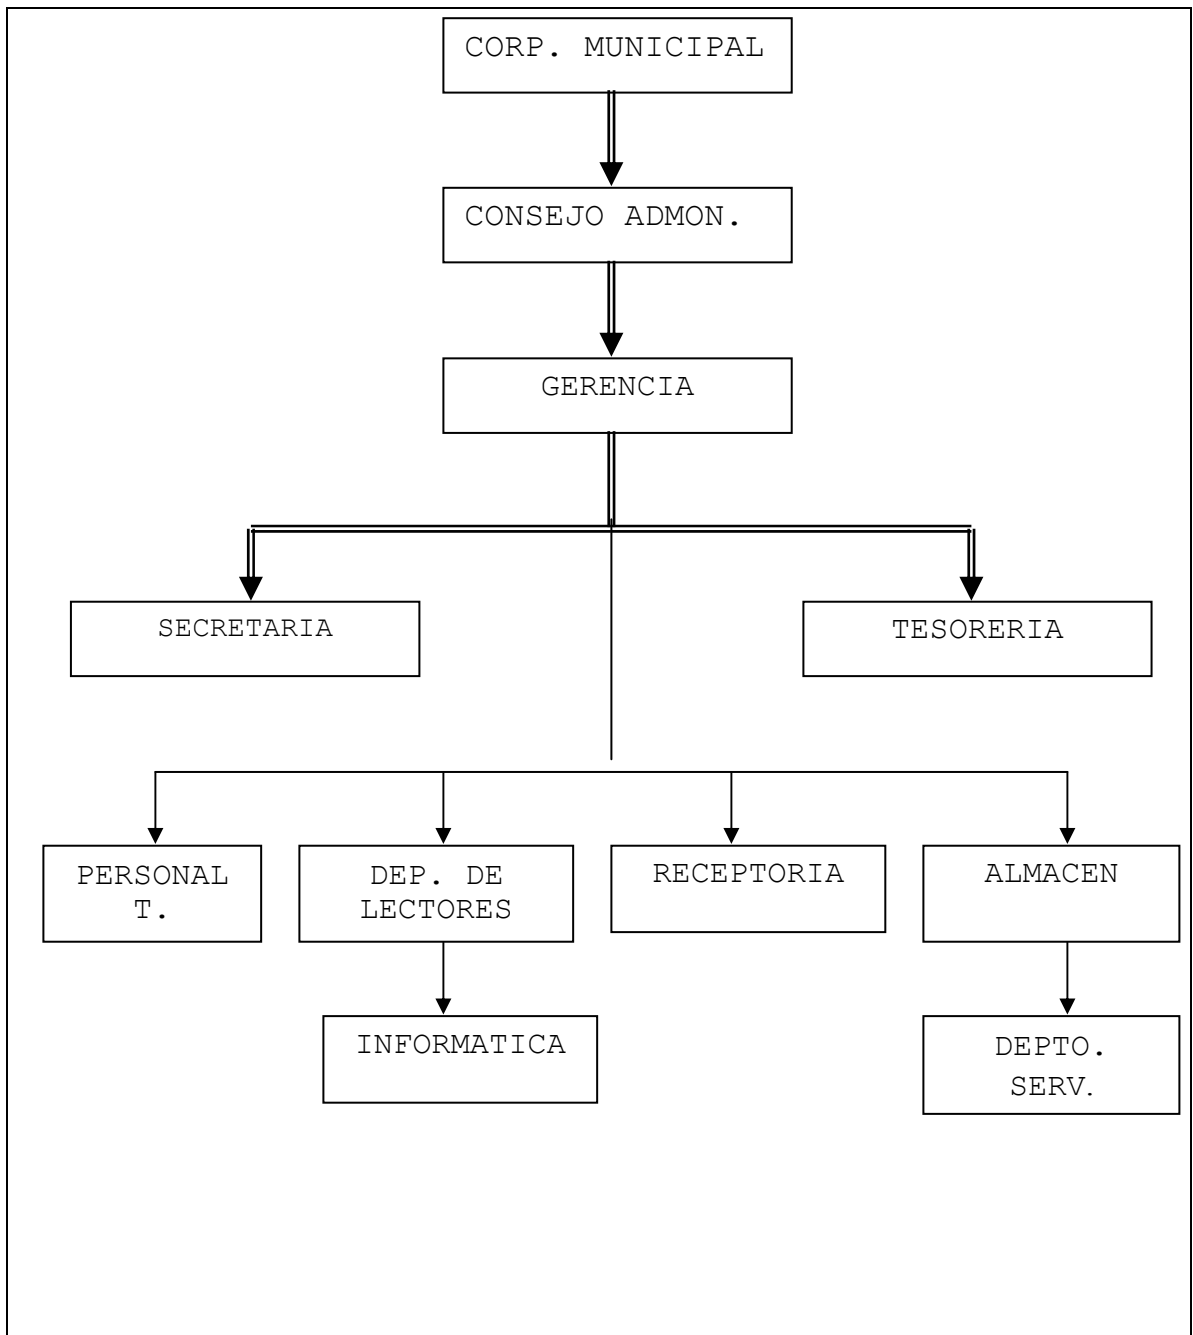 CORP. MUNICIPAL
CONSEJO ADMON.
GERENCIA
SECRETARIA
TESORERIA
PERSONAL
T.
DEP. DE
LECTORES
RECEPTORIA
ALMACEN
INFORMATICA
DEPTO.
SERV.